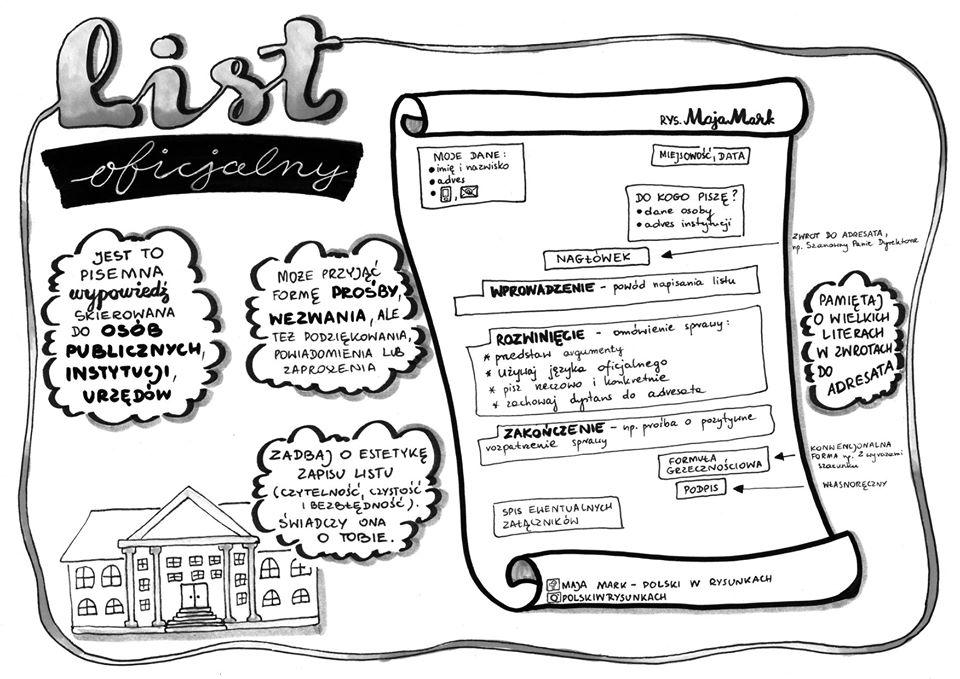 list
oficjalny
JEST TO
PISEMNA
wypowiedź
SKIEROWANA
DO OSÓB
PUBLICZNYCH,
INSTYTUCJI,
URZĘDÓW
MOŻE PRZYJĄĆ
FORMĘ PROŚBY,
WEZWANIA, ALE
TEŻ PODZIĘKOWANIA,
POWIADOMIENIA LUB
ZAPROSZENIA
ZADBAJ O ESTETYKĘ
ZAPISU LISTU
(CZYTELNOŚĆ, CZYSTOŚĆ
I BEZBŁĘDNOŚĆ).
ŚWIADCZY ONA
O TOBIE.
RYS. Maja Mark
MOJE DANE:
• imię i nazwisko
• adres
MIEJSOWOŚĆ, DATA
DO KOGO PISZĘ?
• dane osoby
• adres instytucji
NAGŁÓWEK
ZWROT DO ADRESATA,
np. Szanowny Panie Dyrektorze
WPROWADZENIE - powód napisania listu
ROZWINIĘCIE - omówienie sprawy:
* przedstaw argumenty
* używaj języka oficjalnego
* pisz rzeczowo i konkretnie
* zachowaj dystans do adresata
ZAKOŃCZENIE - np. prośba o pozytywne
rozpatrzenie sprawy
FORMUŁA
GRZECZNOŚCIOWA
KONWENCJONALNA
FORMA np. Z wyrazami
szacunku
PODPIS
WŁASNORĘCZNY
SPIS EWENTUALNYCH
ZAŁĄCZNIKÓW
MAJA MARK - POLSKI W RYSUNKACH
POLSKIWRYSUNKACH
PAMIĘTAJ
O WIELKICH
LITERACH
W ZWROTACH
DO
ADRESATA